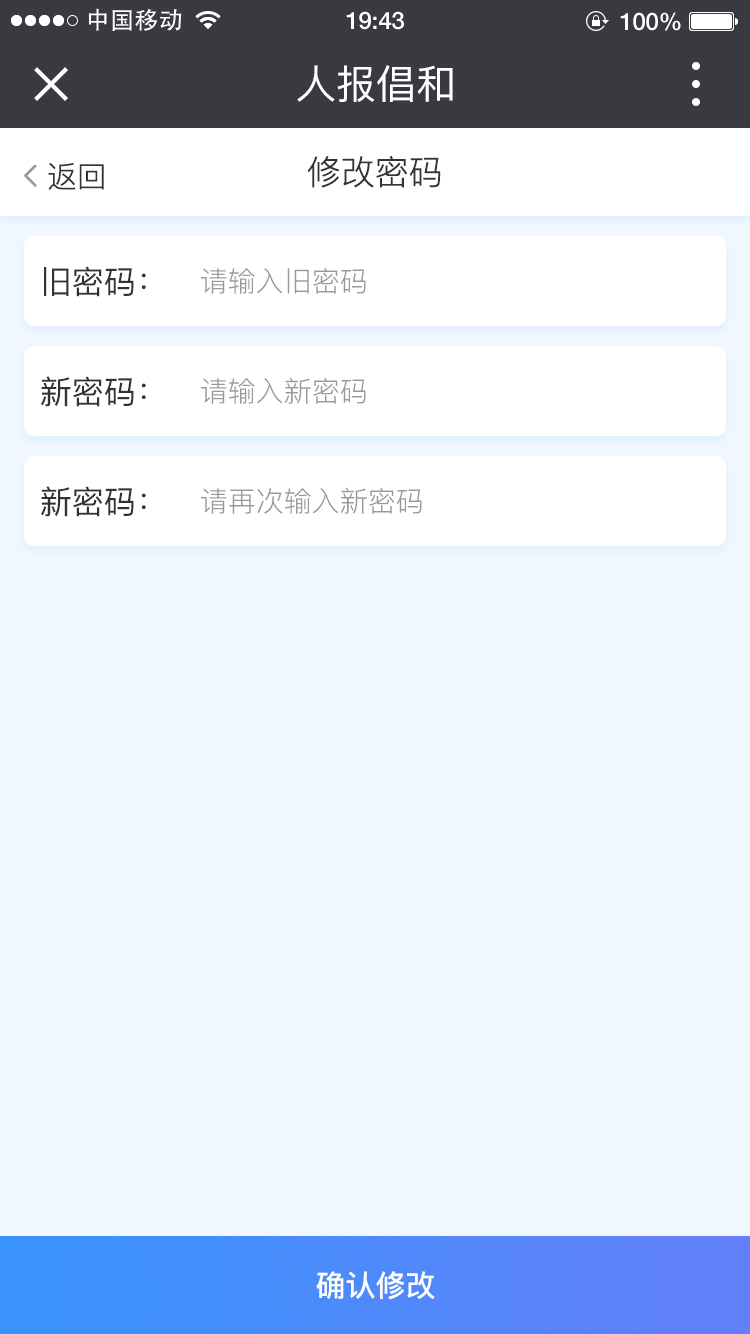 中国移动 19:43 100%
人报倡和
返回 修改密码
旧密码： 请输入旧密码
新密码： 请输入新密码
新密码： 请再次输入新密码
确认修改